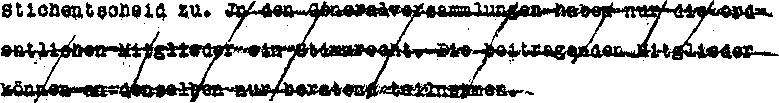 Stichentscheid zu. In den Generalversammlungen haben nur die ord-
entlichen Mitglieder ein Stimmrecht. Die beitragenden Mitglieder
können an denselben nur beratend teilnehmen.